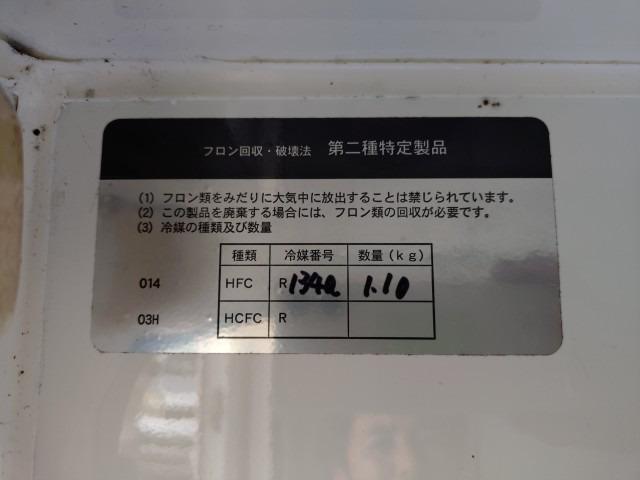 フロン回収・破壊法 第二種特定製品
(1) フロン類をみだりに大気中に放出することは禁じられています。
(2) この製品を廃棄する場合には、フロン類の回収が必要です。
(3) 冷媒の種類及び数量
種類 冷媒番号 数量(kg)
014 HFC R134a 1.10
03H HCFC R